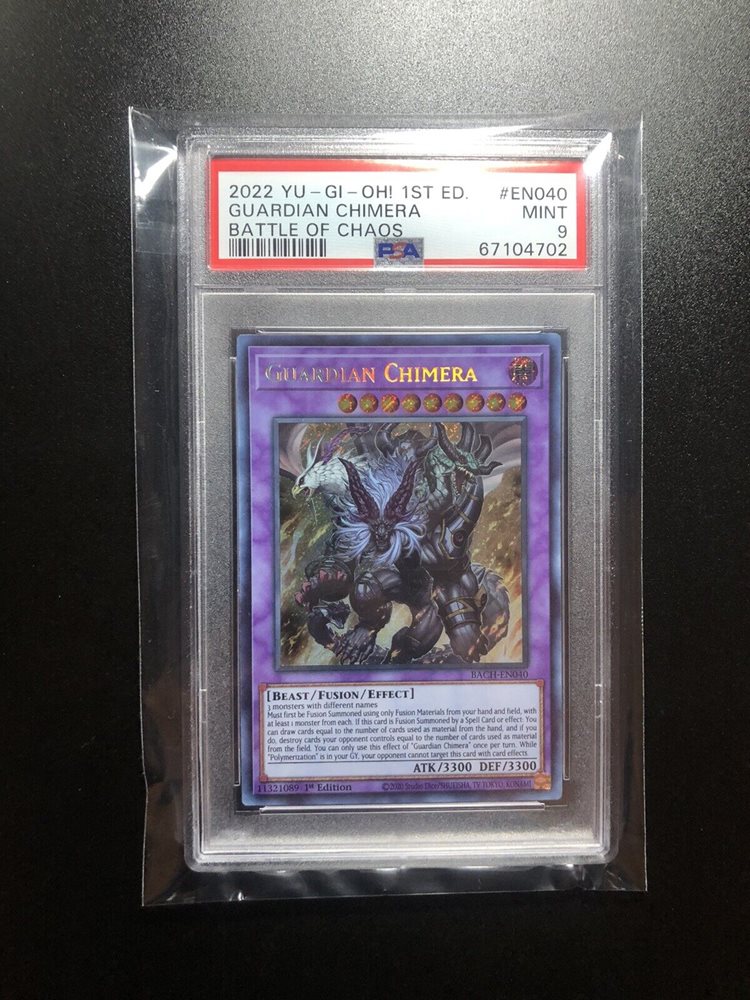 2022 YU-GI-OH! 1ST ED. #EN040
GUARDIAN CHIMERA MINT
BATTLE OF CHAOS 9
PSA 67104702
GUARDIAN CHIMERA
BACH-EN040
[BEAST/FUSION/EFFECT]
3 monsters with different names
Must first be Fusion Summoned using only Fusion Materials from your hand and field, with
at least 1 monster from each. If this card is Fusion Summoned by a Spell Card or effect: You
can draw cards equal to the number of cards used as material from the hand, and if you
do, destroy cards your opponent controls equal to the number of cards used as material
from the field. You can only use this effect of "Guardian Chimera" once per turn. While
"Polymerization" is in your GY, your opponent cannot target this card with card effects.
ATK/3300 DEF/3300
11321089 1st Edition ©2020 Studio Dice/SHUEISHA, TV TOKYO, KONAMI